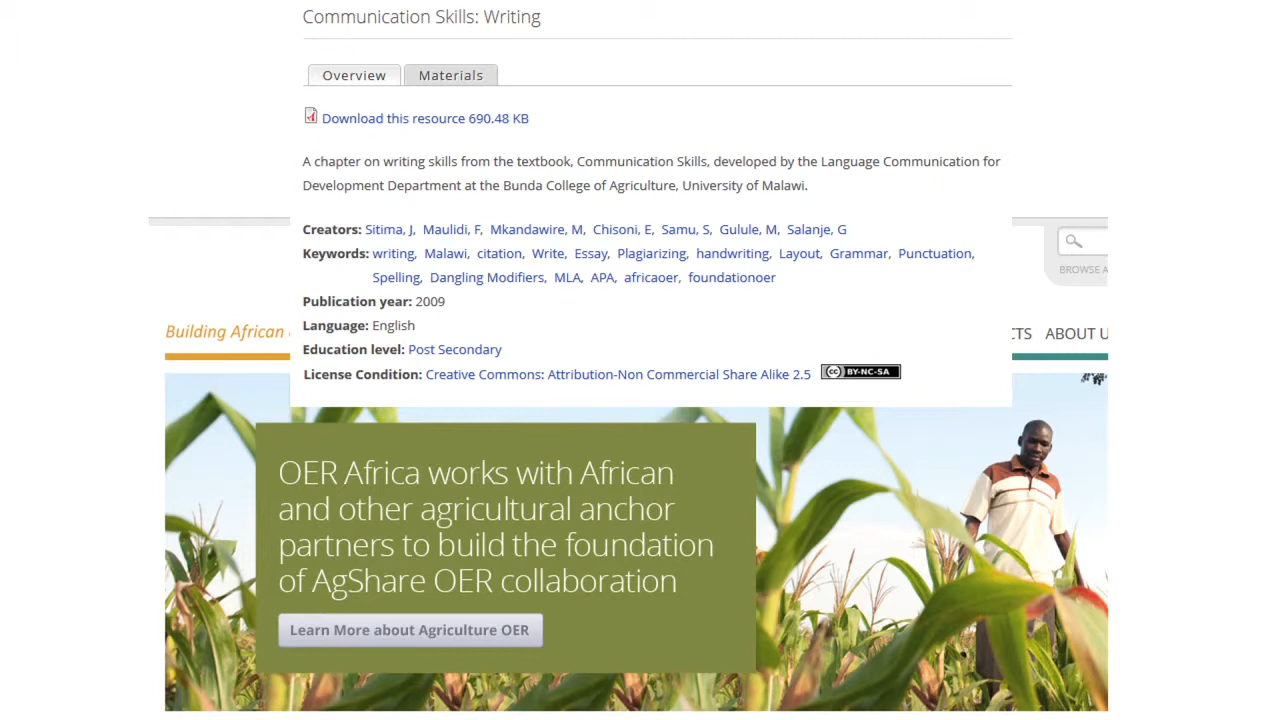 Communication Skills: Writing
Overview Materials
Download this resource 690.48 KB
A chapter on writing skills from the textbook, Communication Skills, developed by the Language Communication for
Development Department at the Bunda College of Agriculture, University of Malawi.
Creators: Sitima, J, Maulidi, F, Mkandawire, M, Chisoni, E, Samu, S, Gulule, M, Salanje, G
Keywords: writing, Malawi, citation, Write, Essay, Plagiarizing, handwriting, Layout, Grammar, Punctuation,
Spelling, Dangling Modifiers, MLA, APA, africaoer, foundationoer
Publication year: 2009
Language: English
Education level: Post Secondary
License Condition: Creative Commons: Attribution-Non Commercial Share Alike 2.5 cc BY-NC-SA
BROWSE A
Building African
CTS ABOUT U
OER Africa works with African
and other agricultural anchor
partners to build the foundation
of AgShare OER collaboration
Learn More about Agriculture OER